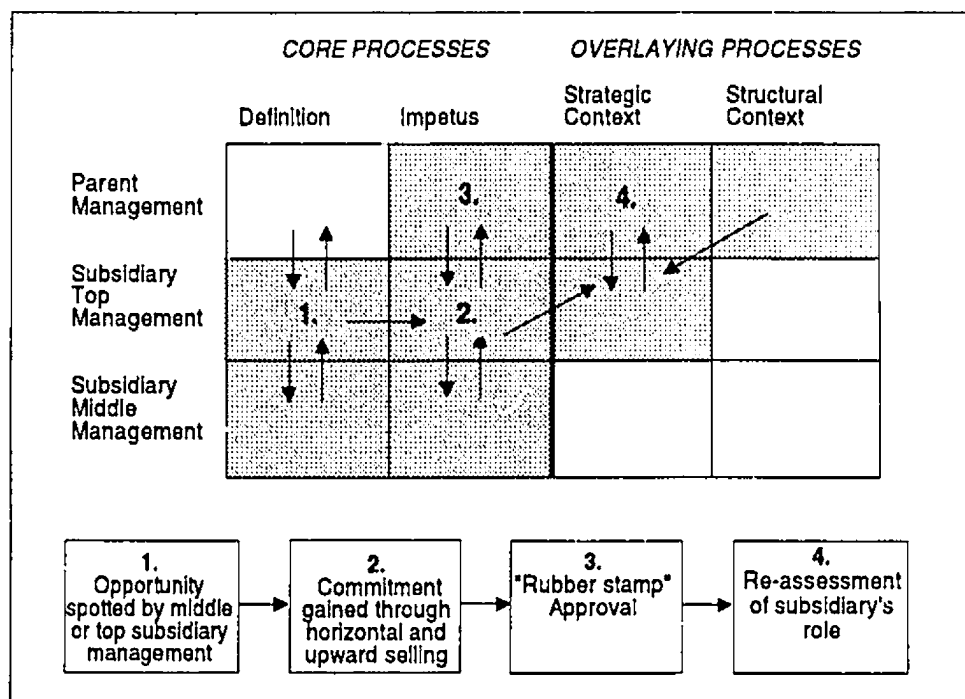 CORE PROCESSES OVERLAYING PROCESSES
Definition Impetus Strategic Context Structural Context
Parent
Management
3. 4.
Subsidiary
Top
Management
1. 2.
Subsidiary
Middle
Management
1.
Opportunity
spotted by middle
or top subsidiary
management
2.
Commitment
gained through
horizontal and
upward selling
3.
"Rubber stamp"
Approval
4.
Re-assessment
of subsidiary's
role